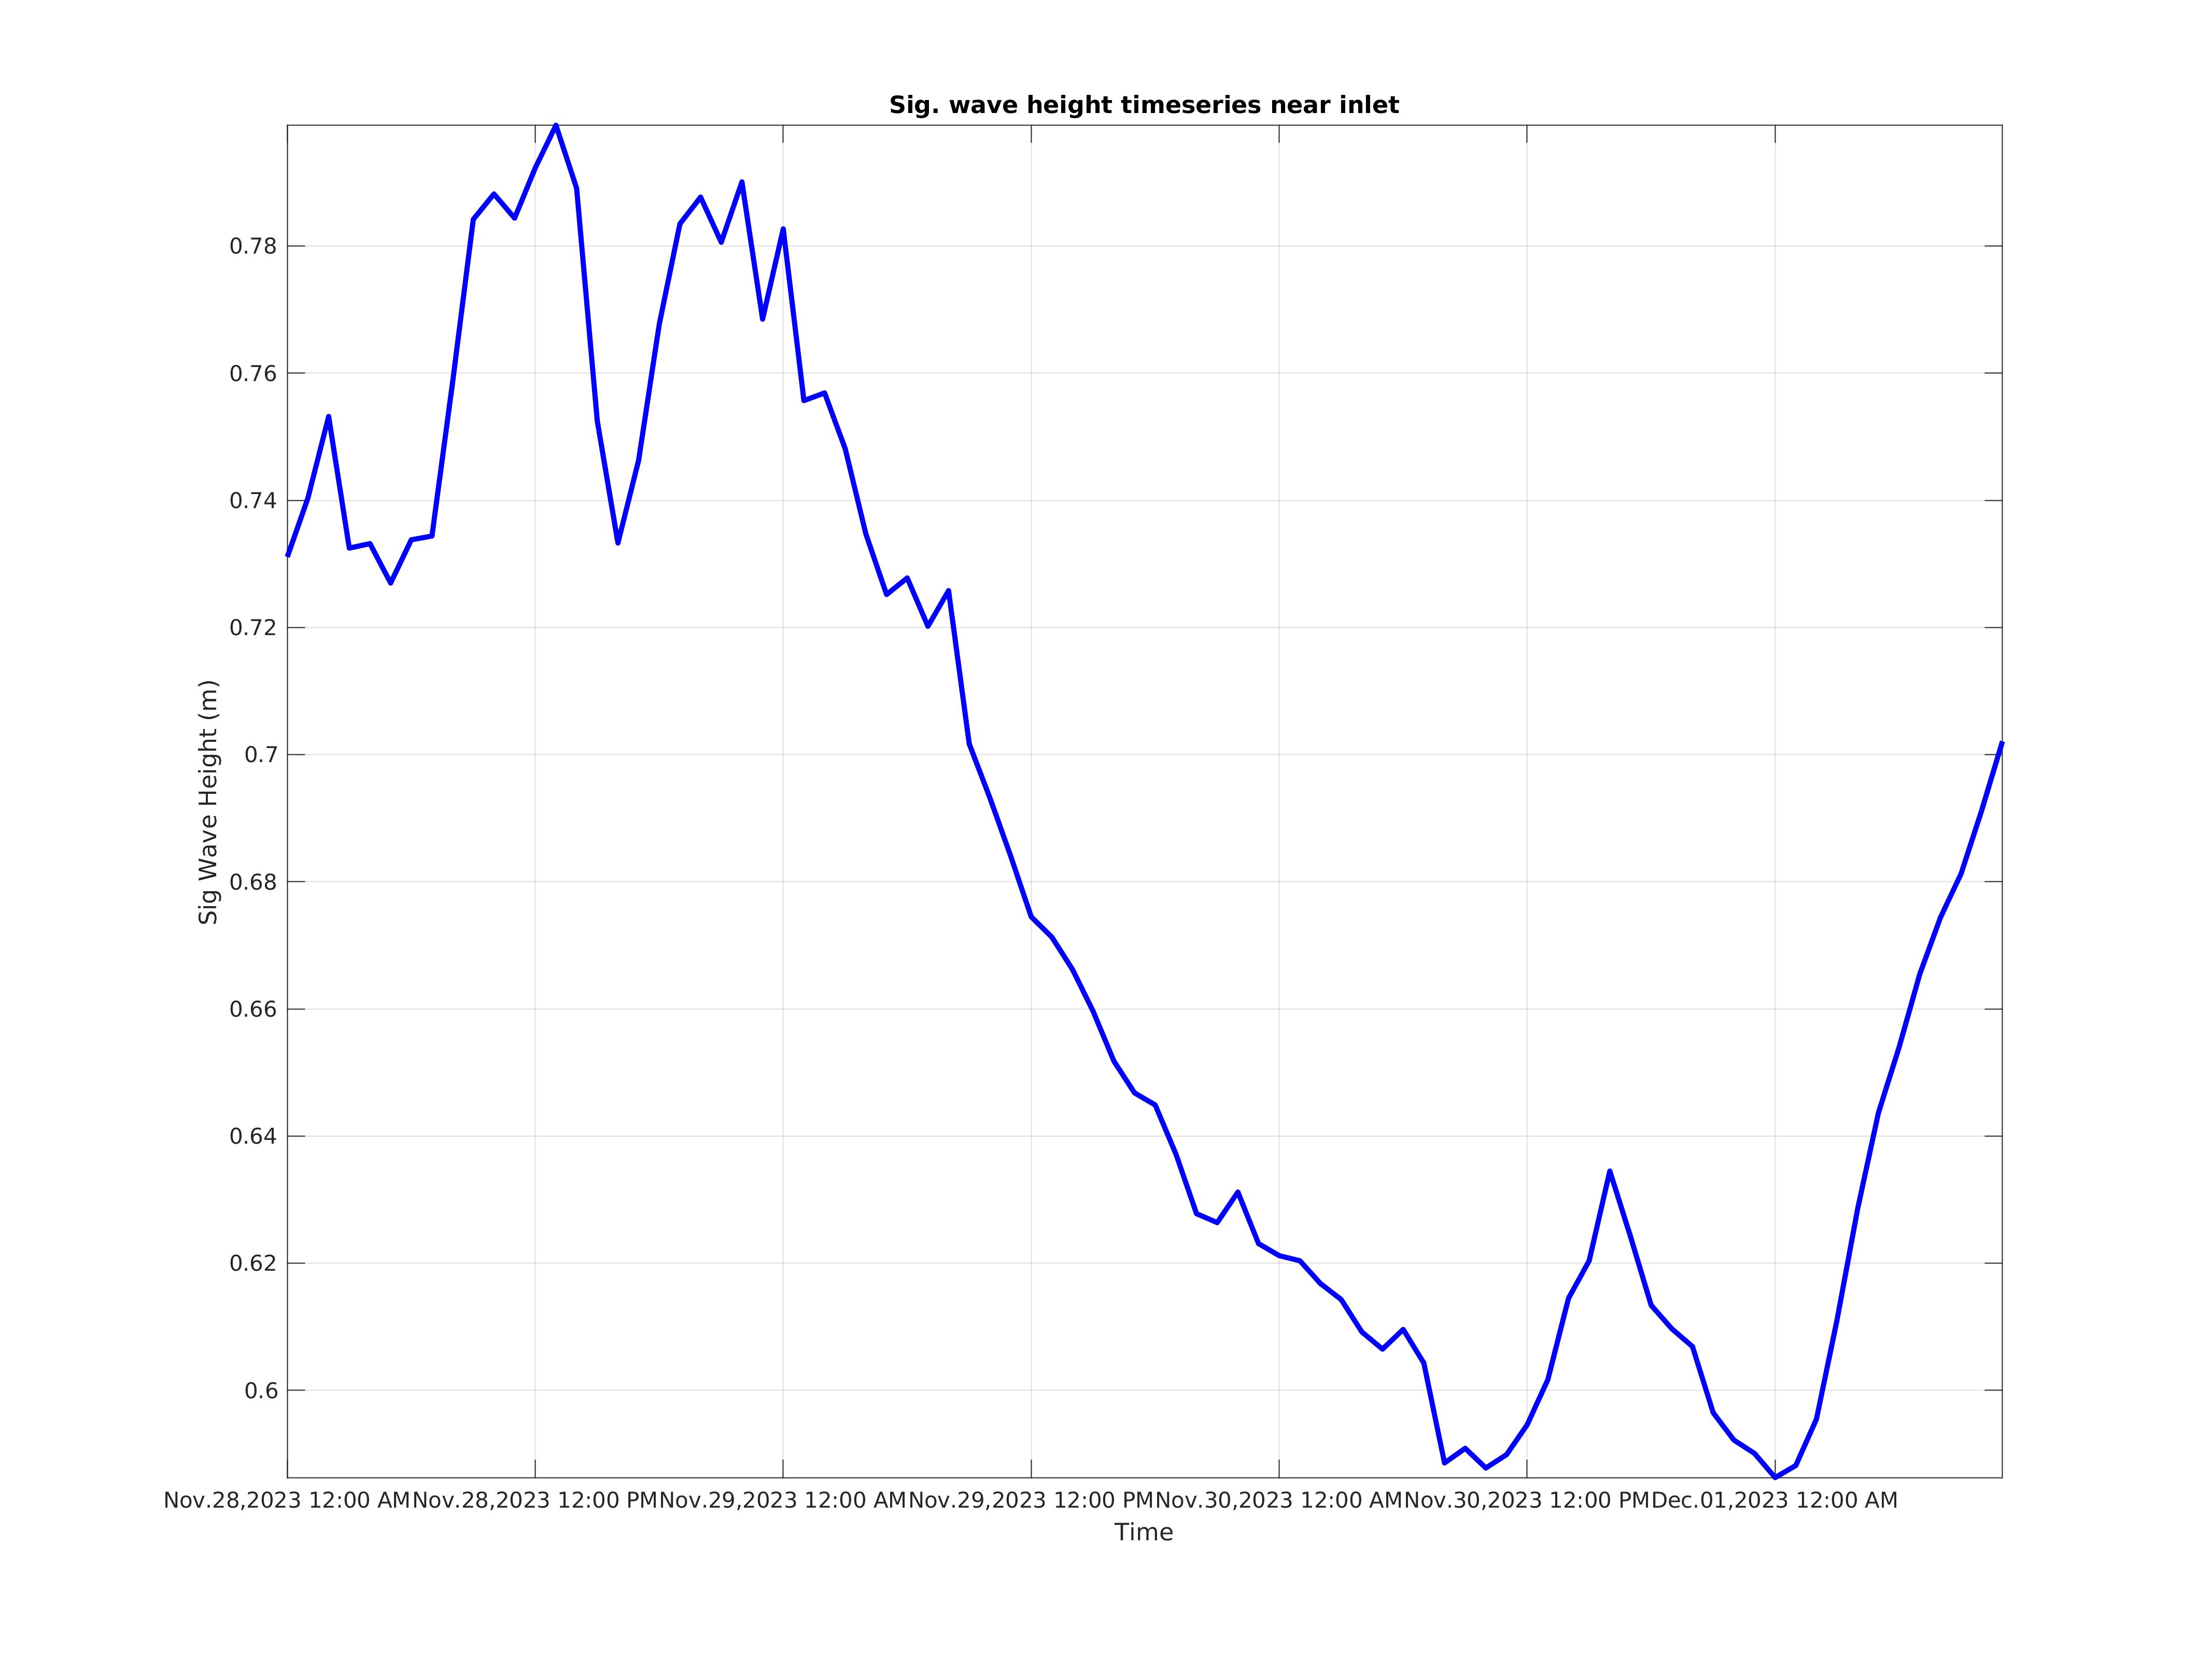 Sig. wave height timeseries near inlet
0.78
0.76
0.74
0.72
0.7
0.68
0.66
0.64
0.62
0.6
Sig Wave Height (m)
Nov.28,2023 12:00 AM Nov.28,2023 12:00 PM Nov.29,2023 12:00 AM Nov.29,2023 12:00 PM Nov.30,2023 12:00 AM Nov.30,2023 12:00 PM Dec.01,2023 12:00 AM
Time